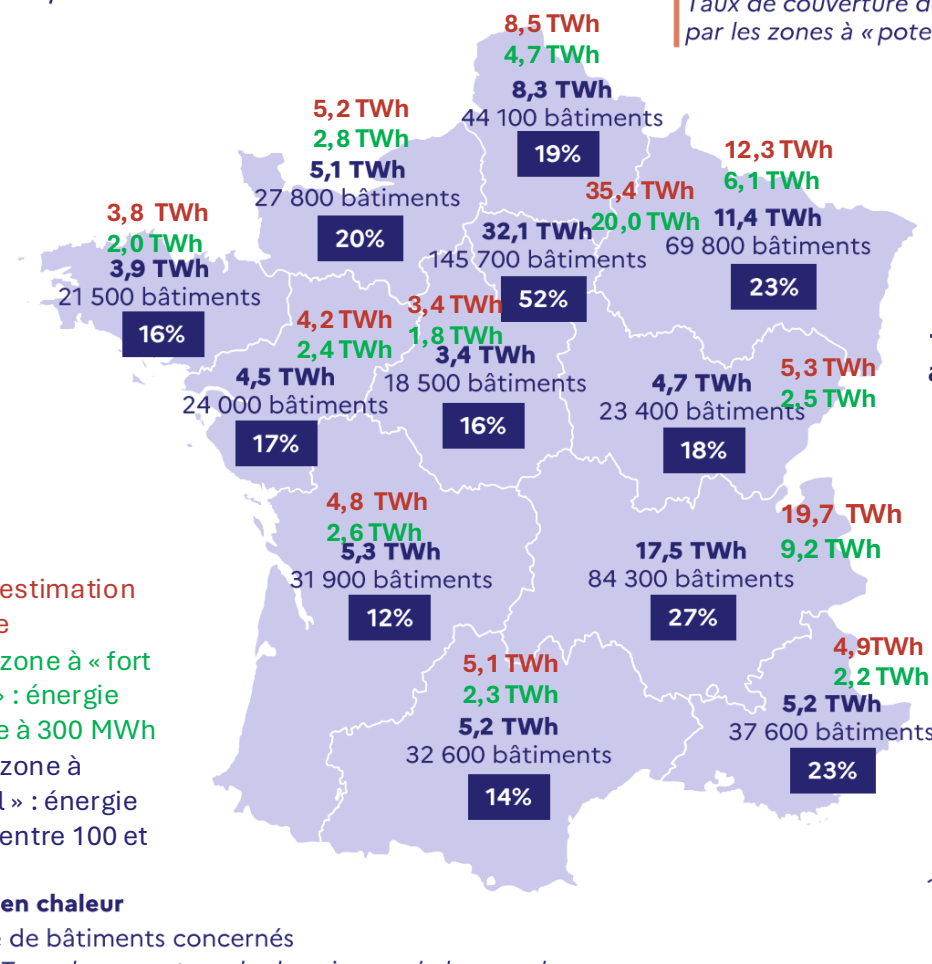 par les zones à « pote
8,5 TWh
4,7 TWh
8,3 TWh
44 100 bâtiments
19%
5,2 TWh
2,8 TWh
5,1 TWh
27 800 bâtiments
20%
12,3 TWh
6,1 TWh
11,4 TWh
69 800 bâtiments
23%
35,4 TWh
20,0 TWh
32,1 TWh
145 700 bâtiments
52%
3,8 TWh
2,0 TWh
3,9 TWh
21 500 bâtiments
16%
4,2 TWh
2,4 TWh
4,5 TWh
24 000 bâtiments
17%
3,4 TWh
1,8 TWh
3,4 TWh
18 500 bâtiments
16%
5,3 TWh
2,5 TWh
4,7 TWh
23 400 bâtiments
18%
4,8 TWh
2,6 TWh
5,3 TWh
31 900 bâtiments
12%
19,7 TWh
9,2 TWh
17,5 TWh
84 300 bâtiments
27%
5,1 TWh
2,3 TWh
5,2 TWh
32 600 bâtiments
14%
4,9TWh
2,2 TWh
5,2 TWh
37 600 bâtiments
23%
estimation
e
zone à « fort
» : énergie
e à 300 MWh
zone à
l » : énergie
entre 100 et
en chaleur
e de bâtiments concernés